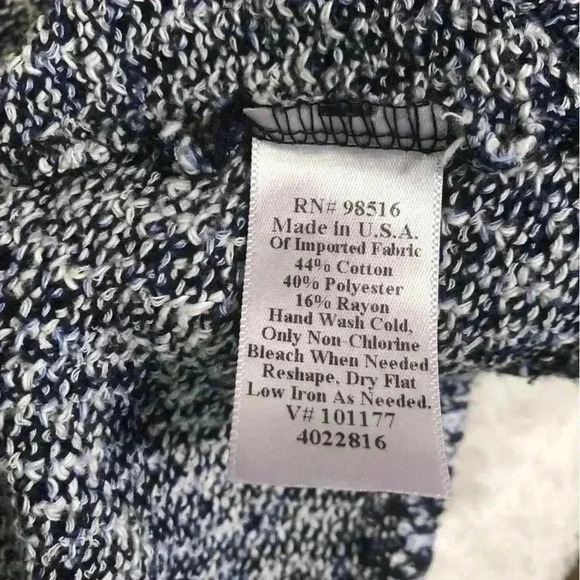 RN# 98516
Made in U.S.A.
Of Imported Fabric
44% Cotton
40% Polyester
16% Rayon
Hand Wash Cold,
Only Non-Chlorine
Bleach When Needed
Reshape, Dry Flat
Low Iron As Needed.
V# 101177
4022816